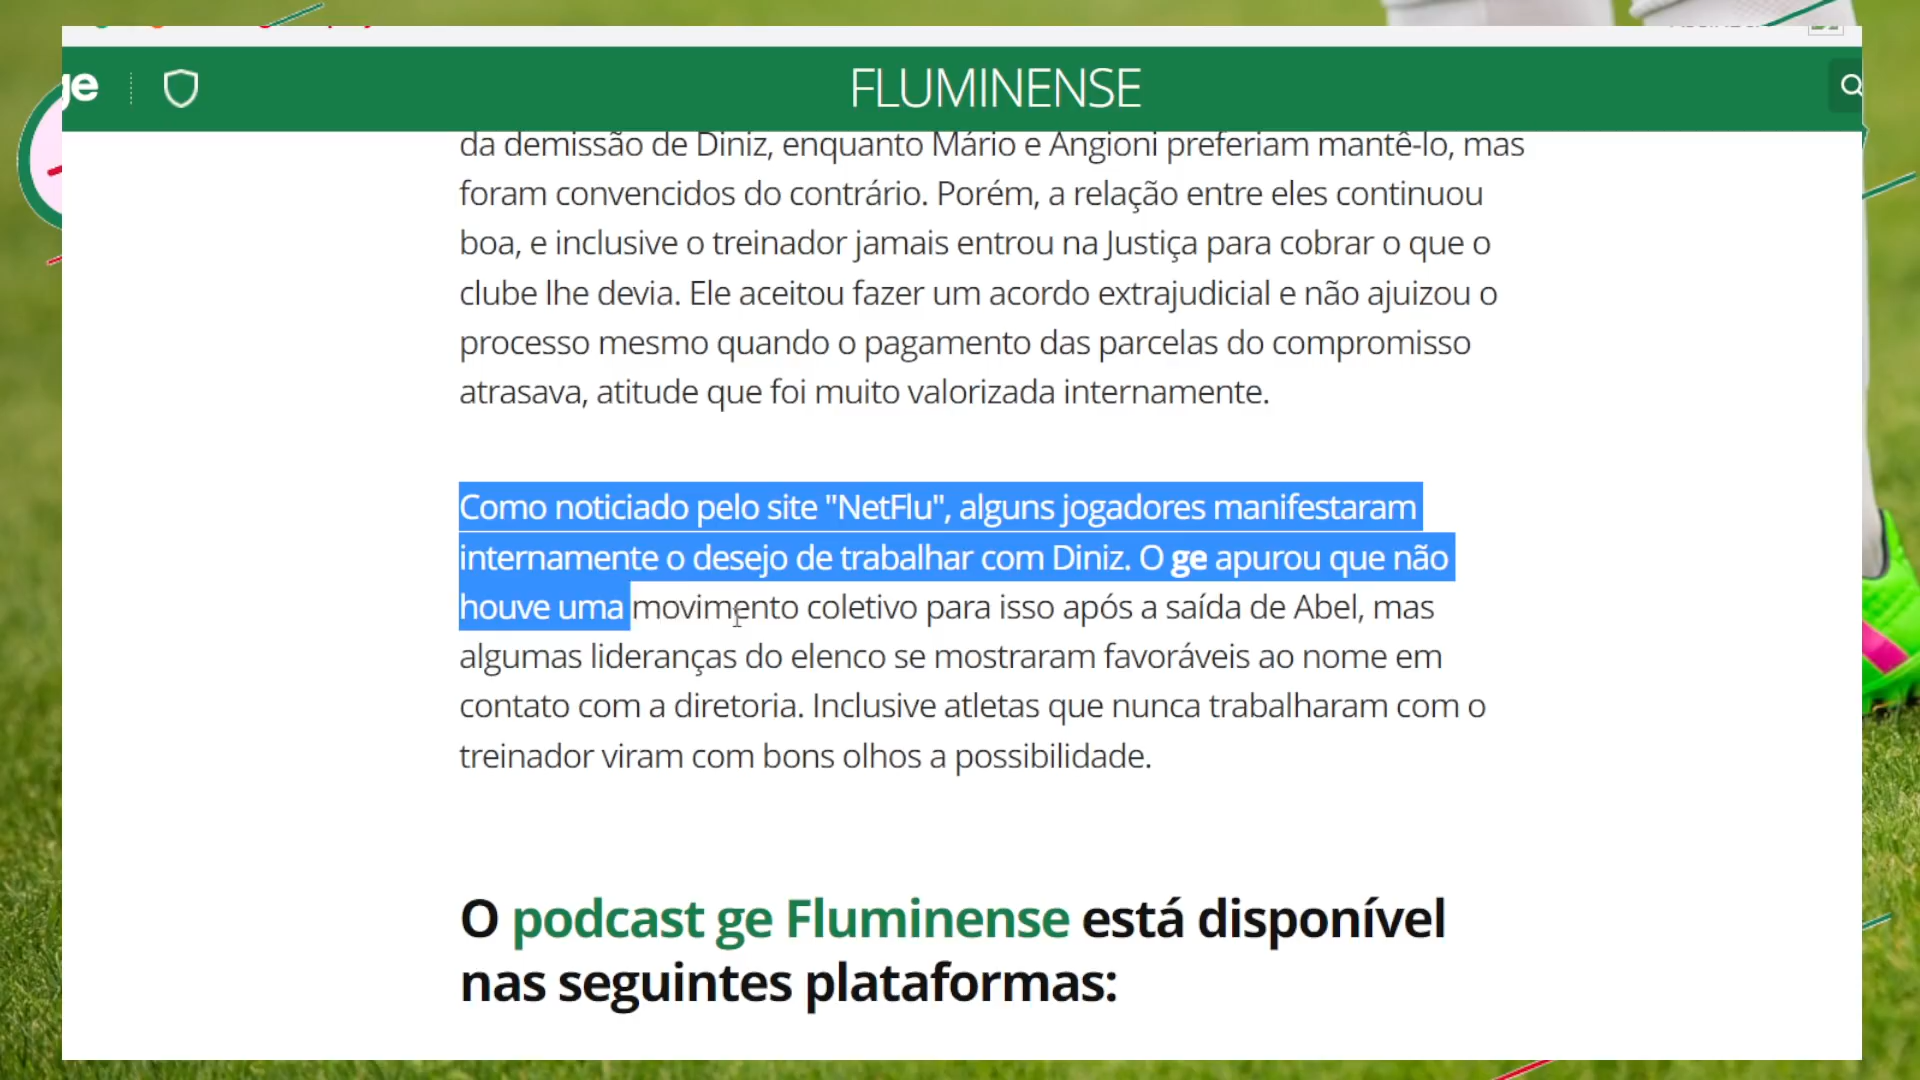 ge
FLUMINENSE
da demissão de Diniz, enquanto Mário e Angioni preferiam mantê-lo, mas
foram convencidos do contrário. Porém, a relação entre eles continuou
boa, e inclusive o treinador jamais entrou na Justiça para cobrar o que o
clube lhe devia. Ele aceitou fazer um acordo extrajudicial e não ajuizou o
processo mesmo quando o pagamento das parcelas do compromisso
atrasava, atitude que foi muito valorizada internamente.
Como noticiado pelo site "NetFlu", alguns jogadores manifestaram
internamente o desejo de trabalhar com Diniz. O ge apurou que não
houve uma movimento coletivo para isso após a saída de Abel, mas
algumas lideranças do elenco se mostraram favoráveis ao nome em
contato com a diretoria. Inclusive atletas que nunca trabalharam com o
treinador viram com bons olhos a possibilidade.
O podcast ge Fluminense está disponível
nas seguintes plataformas: